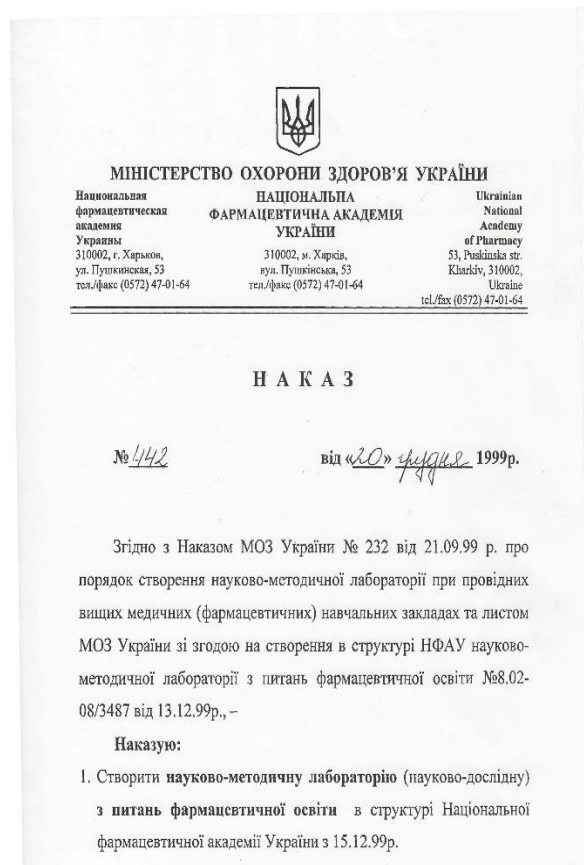 МІНІСТЕРСТВО ОХОРОНИ ЗДОРОВ'Я УКРАЇНИ
Национальная
фармацевтическая
академия
Украины
310002, г. Харьков,
ул. Пушкинская, 53
тел./факс (0572) 47-01-64
НАЦІОНАЛЬНА
ФАРМАЦЕВТИЧНА АКАДЕМІЯ
УКРАЇНИ
310002, м. Харків,
вул. Пушкінська, 53
тел./факс (0572) 47-01-64
Ukrainian
National
Academy
of Pharmacy
53, Puskinska str.
Kharkiv, 310002,
Ukraine
tel./fax (0572) 47-01-64
Н А К А З
№ 442 від «20» грудня 1999р.
Згідно з Наказом МОЗ України № 232 від 21.09.99 р. про
порядок створення науково-методичної лабораторії при провідних
вищих медичних (фармацевтичних) навчальних закладах та листом
МОЗ України зі згодою на створення в структурі НФАУ науково-
методичної лабораторії з питань фармацевтичної освіти №8.02-
08/3487 від 13.12.99р., –
Наказую:
1. Створити науково-методичну лабораторію (науково-дослідну)
з питань фармацевтичної освіти в структурі Національної
фармацевтичної академії України з 15.12.99р.